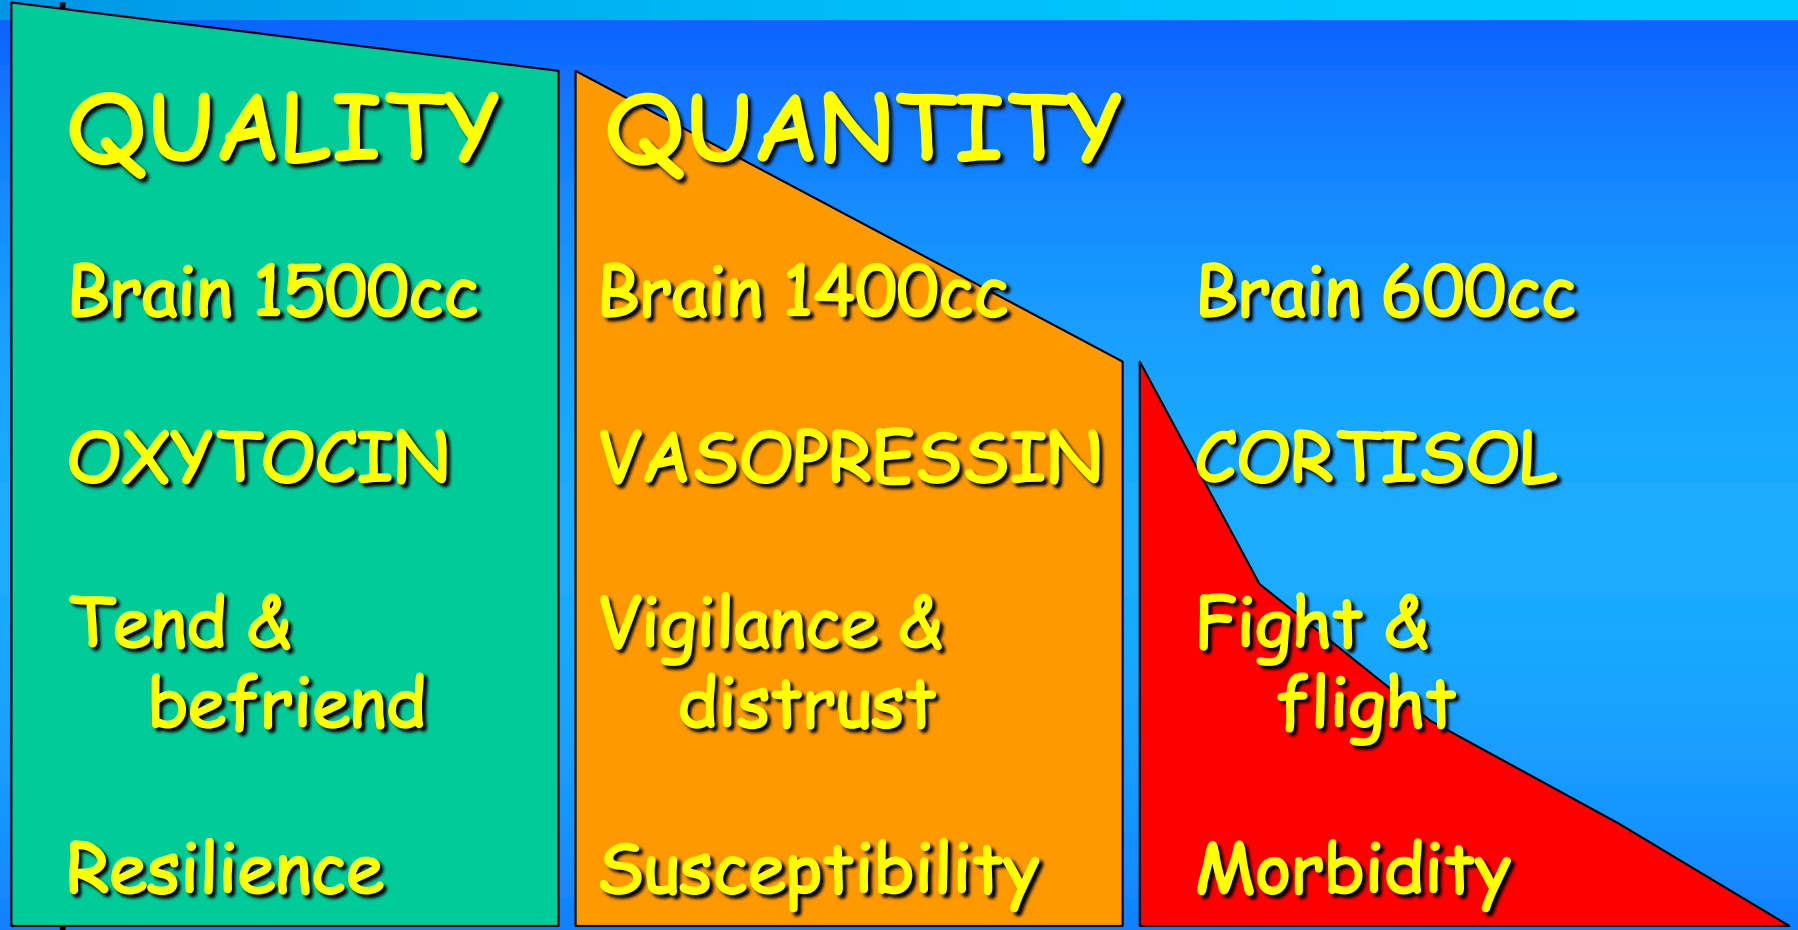 QUALITY
Brain 1500cc
OXYTOCIN
Tend &
befriend
Resilience
QUANTITY
Brain 1400cc
VASOPRESSIN
Vigilance &
distrust
Susceptibility
Brain 600cc
CORTISOL
Fight &
flight
Morbidity